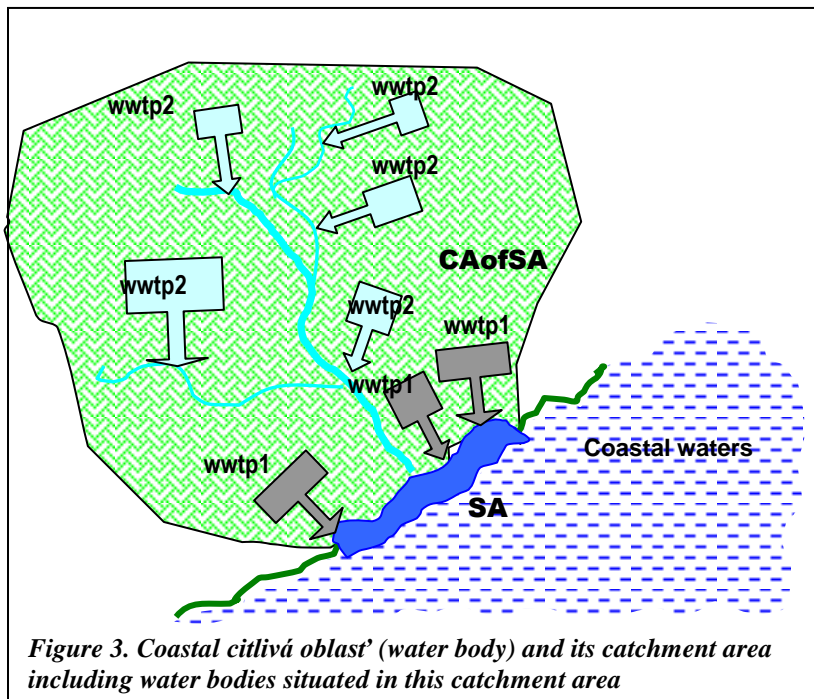 wwtp2
wwtp2
wwtp2
CAofSA
wwtp2
wwtp2
wwtp1
wwtp1
Coastal waters
wwtp1
SA
Figure 3. Coastal citlivá oblasť (water body) and its catchment area
including water bodies situated in this catchment area